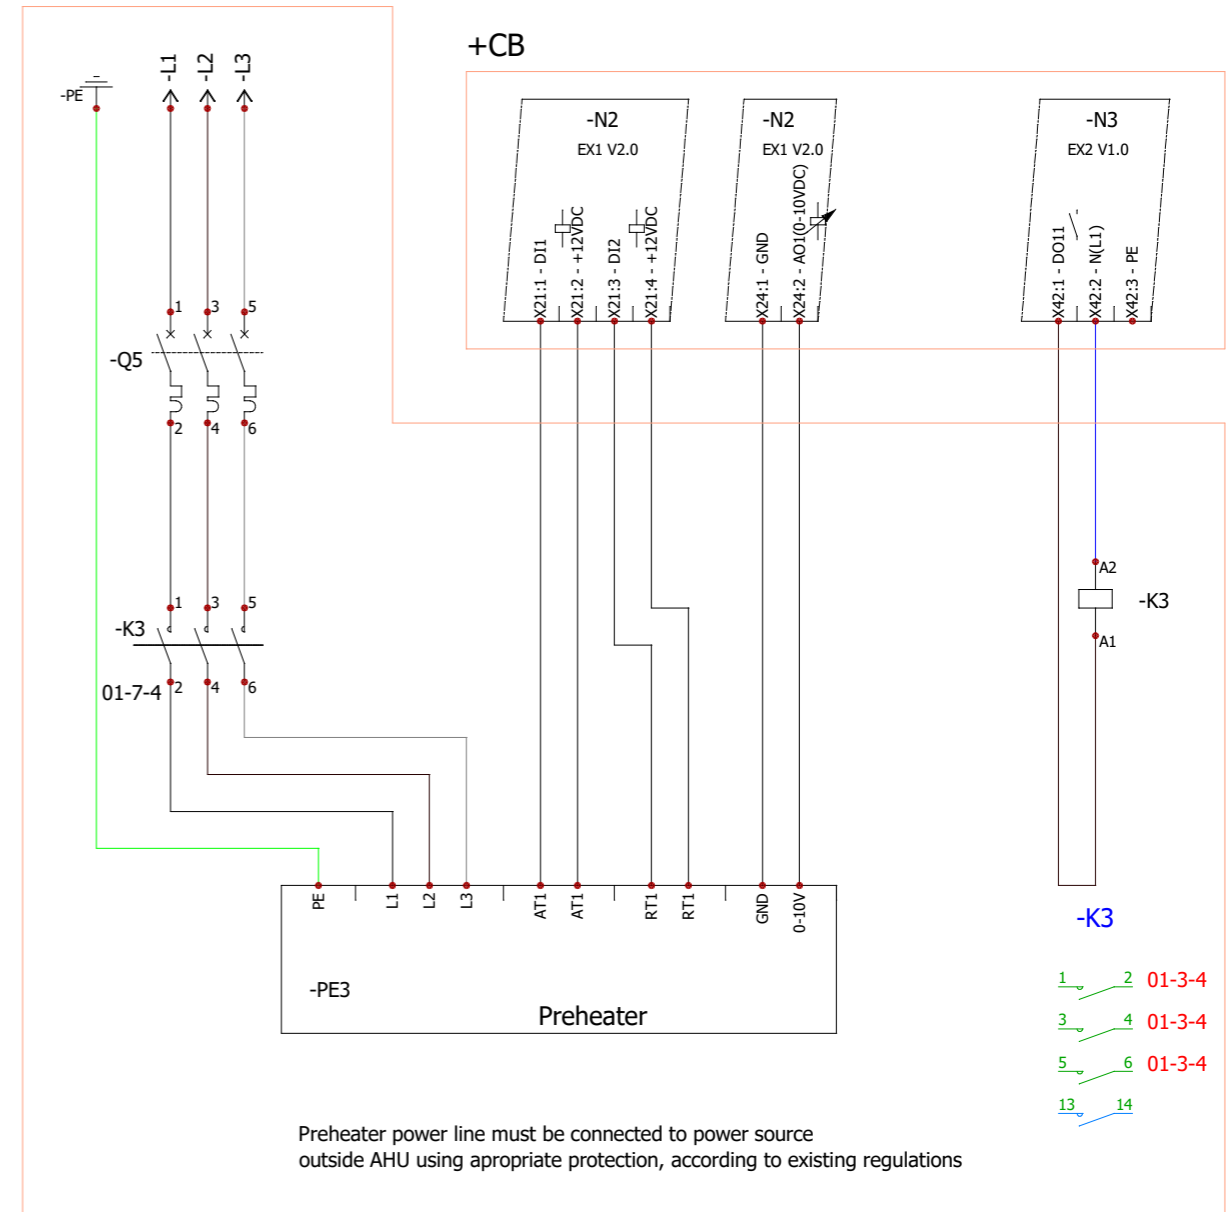 +CB
-PE
-L1
-L2
-L3
-N2
EX1 V2.0
X21:1 - DI1
X21:2 - +12VDC
X21:3 - DI2
X21:4 - +12VDC
-N2
EX1 V2.0
X24:1 - GND
X24:2 - AO1(0-10VDC)
-N3
EX2 V1.0
X42:1 - DO11
X42:2 - N(L1)
X42:3 - PE
1 3 5
-Q5
2 4 6
1 3 5
-K3
01-7-4
2 4 6
A2
-K3
A1
PE
L1
L2
L3
AT1
AT1
RT1
RT1
GND
0-10V
-PE3
Preheater
-K3
1 2 01-3-4
3 4 01-3-4
5 6 01-3-4
13 14
Preheater power line must be connected to power source
outside AHU using apropriate protection, according to existing regulations